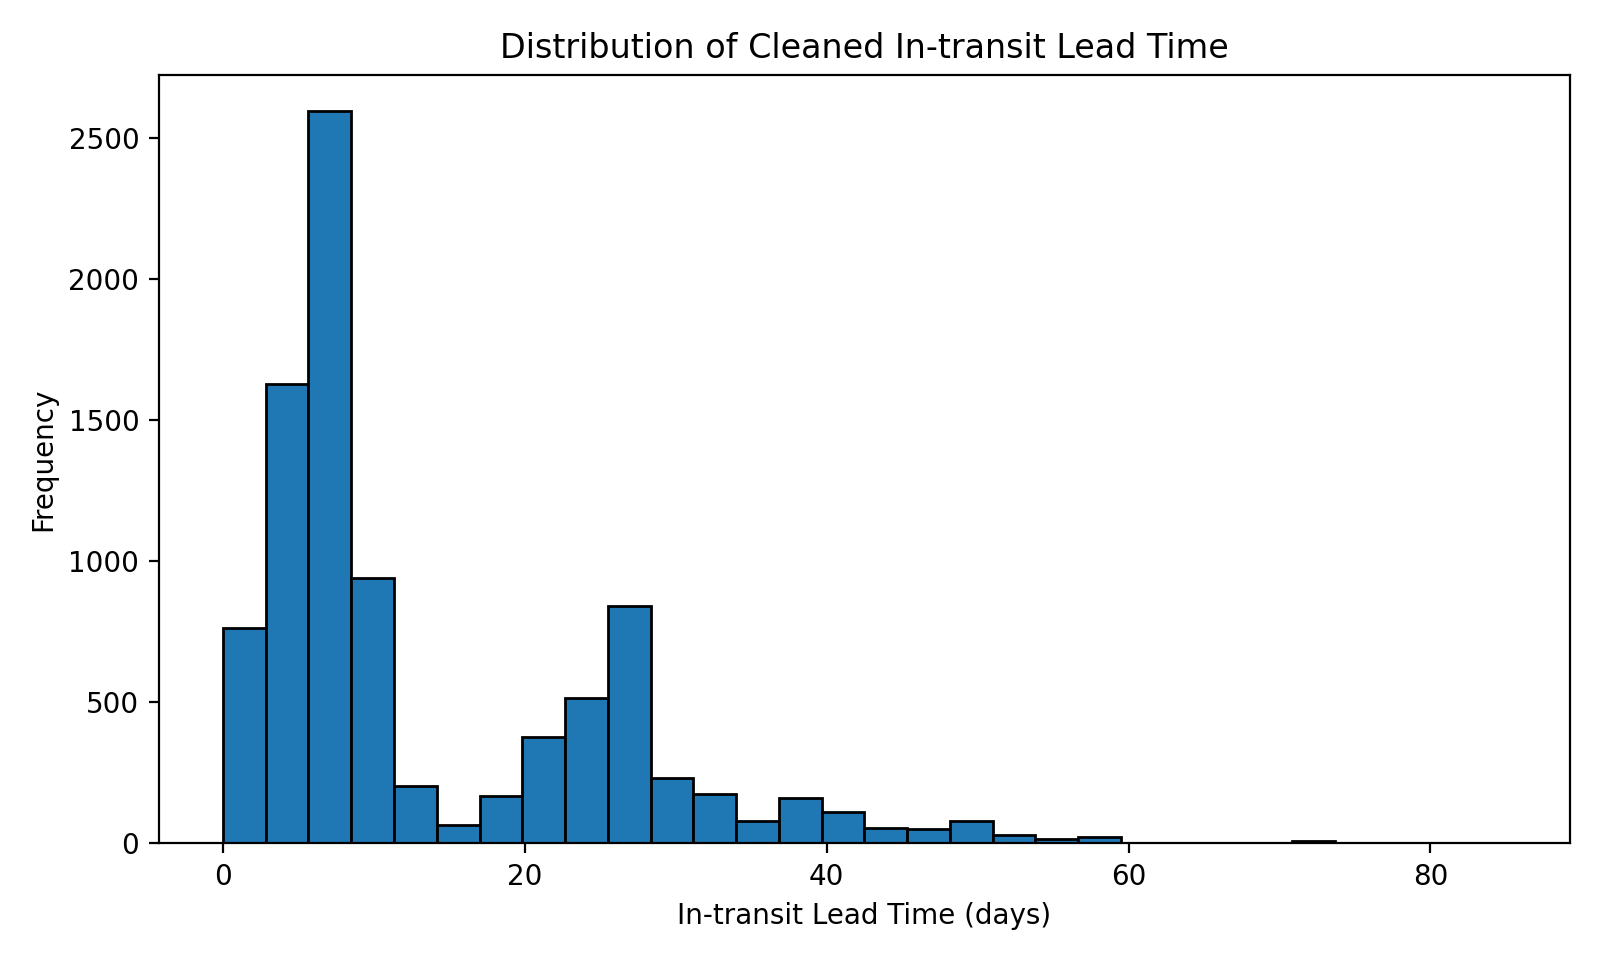 Distribution of Cleaned In-transit Lead Time
2500
2000
1500
1000
500
0
Frequency
0 20 40 60 80
In-transit Lead Time (days)